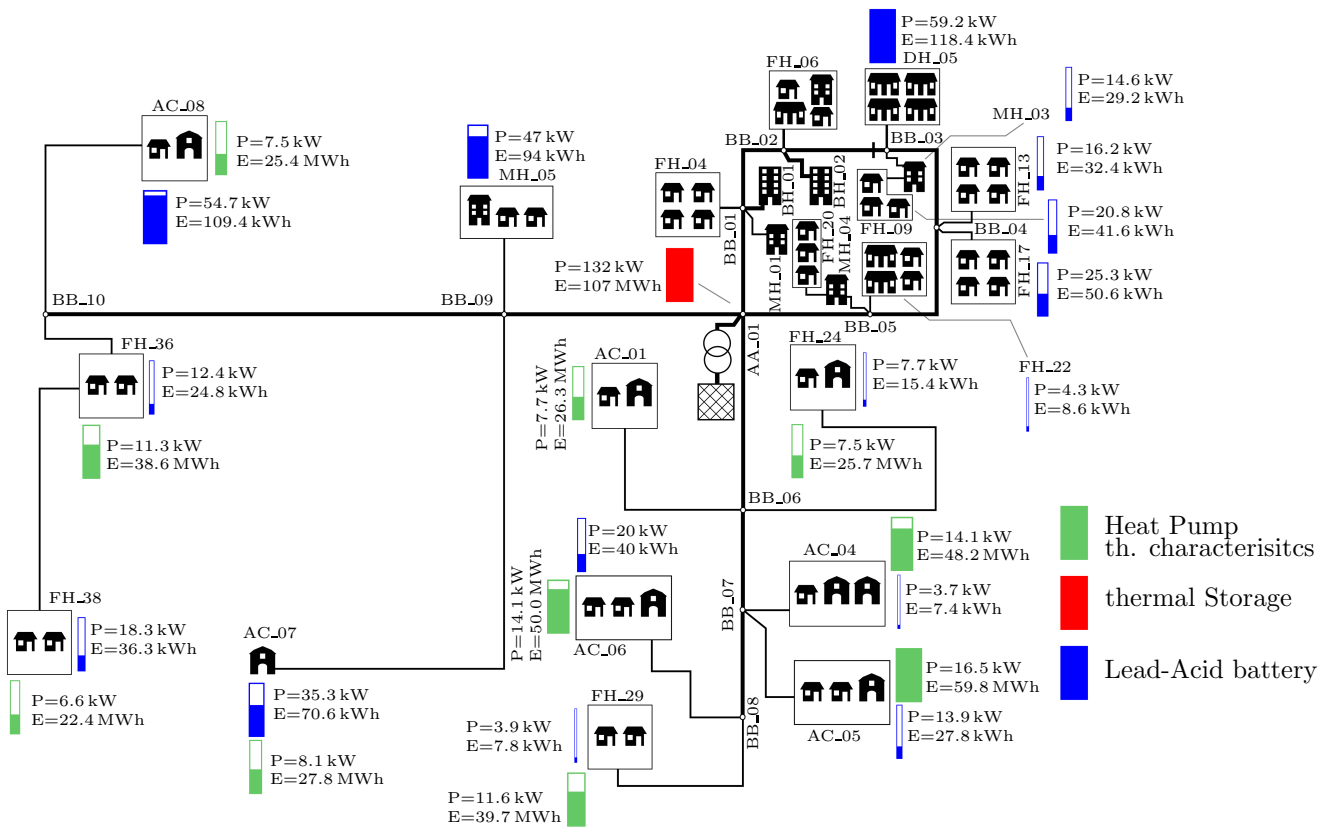 P=59.2 kW
E=118.4 kWh
DH_05
FH_06
AC_08
P=7.5 kW
E=25.4 MWh
P=54.7 kW
E=109.4 kWh
P=47 kW
E=94 kWh
MH_05
FH_04
BB_02
BB_03
MH_03
P=14.6 kW
E=29.2 kWh
P=16.2 kW
E=32.4 kWh
FH_13
P=20.8 kW
E=41.6 kWh
BB_04
FH_17
P=25.3 kW
E=50.6 kWh
BH_01
BH_02
BB_01
FH_09
FH_20
MH_04
MH_01
P=132 kW
E=107 MWh
BB_10
BB_09
AA_01
BB_05
FH_36
P=12.4 kW
E=24.8 kWh
P=11.3 kW
E=38.6 MWh
AC_01
P=7.7 kW
E=26.3 MWh
FH_24
P=7.7 kW
E=15.4 kWh
P=7.5 kW
E=25.7 MWh
FH_22
P=4.3 kW
E=8.6 kWh
BB_06
P=20 kW
E=40 kWh
P=14.1 kW
E=50.0 MWh
AC_06
BB_07
AC_04
P=14.1 kW
E=48.2 MWh
P=3.7 kW
E=7.4 kWh
FH_38
P=18.3 kW
E=36.3 kWh
P=6.6 kW
E=22.4 MWh
AC_07
P=35.3 kW
E=70.6 kWh
P=8.1 kW
E=27.8 MWh
FH_29
P=3.9 kW
E=7.8 kWh
P=11.6 kW
E=39.7 MWh
BB_08
AC_05
P=16.5 kW
E=59.8 MWh
P=13.9 kW
E=27.8 kWh
Heat Pump
th. characterisitcs
thermal Storage
Lead-Acid battery